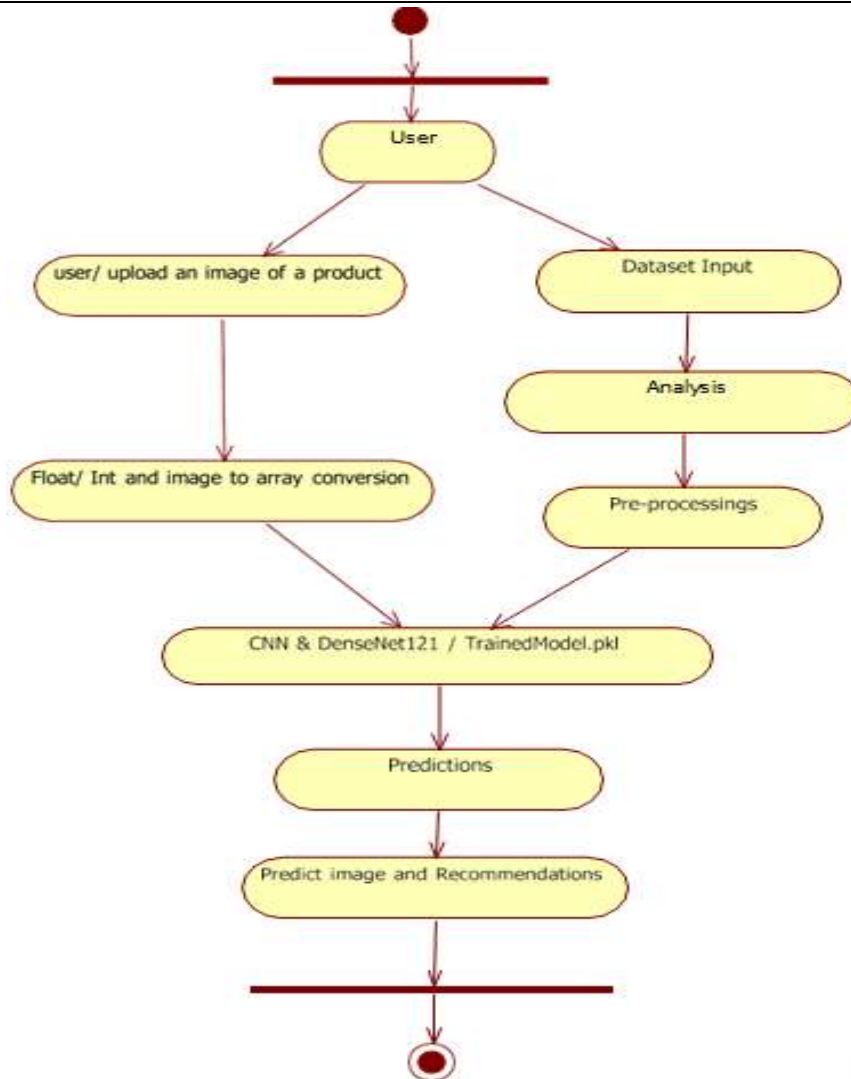 User
user/ upload an image of a product
Dataset Input
Analysis
Float/ Int and image to array conversion
Pre-processings
CNN & DenseNet121 / TrainedModel.pkl
Predictions
Predict image and Recommendations